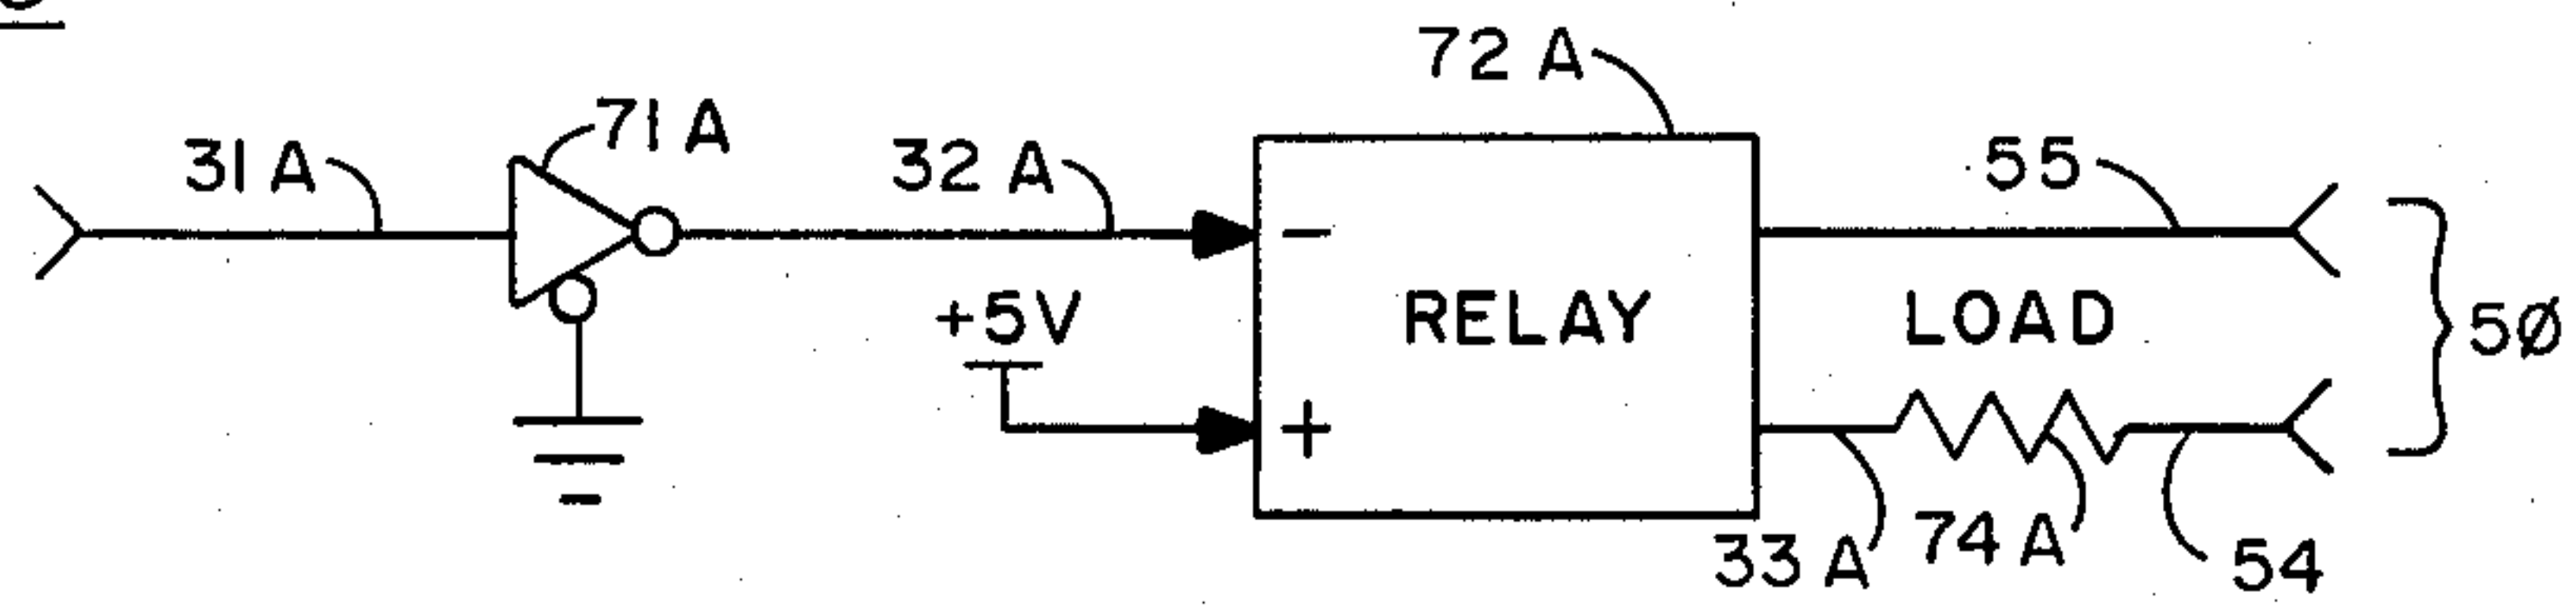 72 A
71 A
31 A
32 A
55
−
+5V
RELAY
LOAD
5Ø
+
33 A
74 A
54